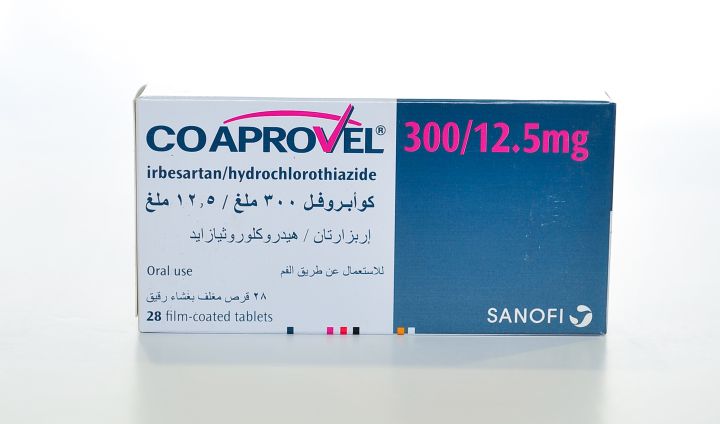 COAPROVEL® 300/12.5mg
irbesartan/hydrochlorothiazide
كوأبروفل ٣٠٠ ملغ / ١٢,٥ ملغ
إربزارتان / هيدروكلوروثيازايد
Oral use للاستعمال عن طريق الفم
٢٨ قرص مغلف بغشاء رقيق
28 film-coated tablets
SANOFI